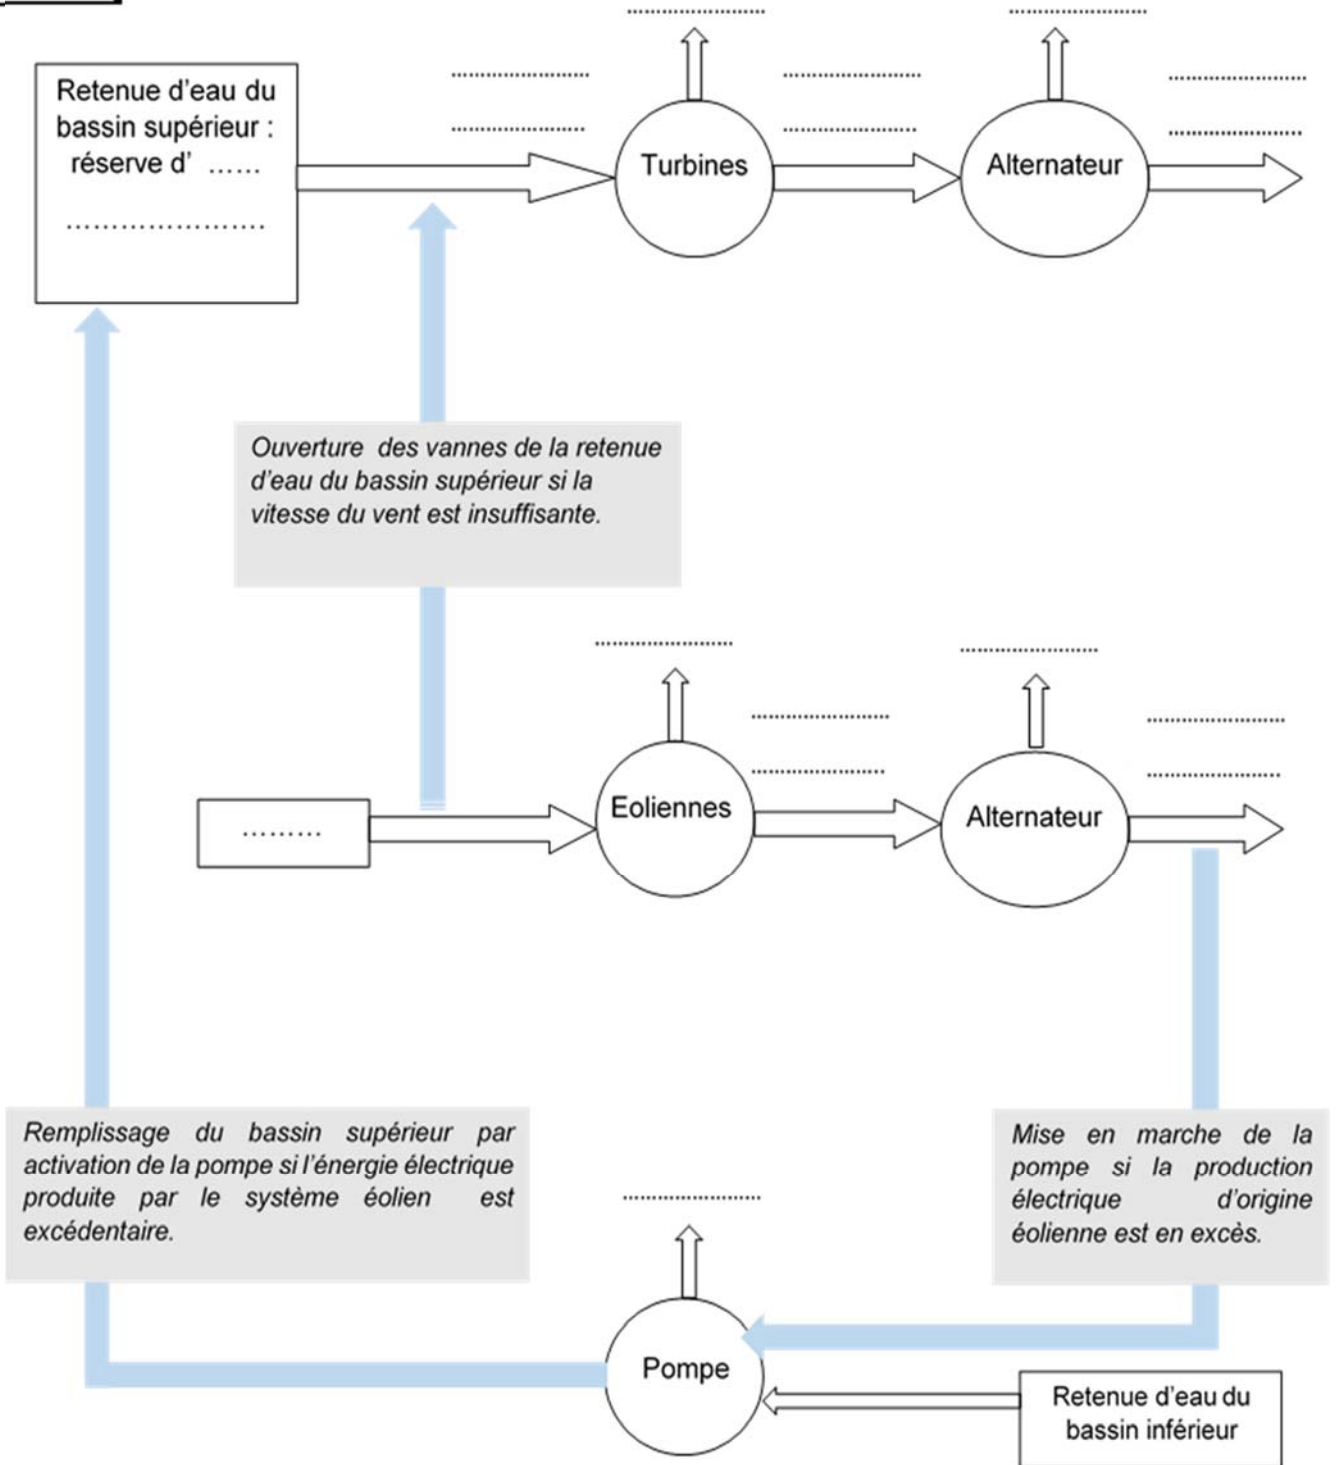 Retenue d'eau du
bassin supérieur :
réserve d' ......
......................
........................
........................
........................
Turbines
........................
........................
........................
Alternateur
........................
........................
Ouverture des vannes de la retenue
d'eau du bassin supérieur si la
vitesse du vent est insuffisante.
.........
........................
Eoliennes
........................
........................
........................
Alternateur
........................
........................
Remplissage du bassin supérieur par
activation de la pompe si l'énergie électrique
produite par le système éolien est
excédentaire.
Mise en marche de la
pompe si la production
électrique d'origine
éolienne est en excès.
........................
Pompe
Retenue d'eau du
bassin inférieur